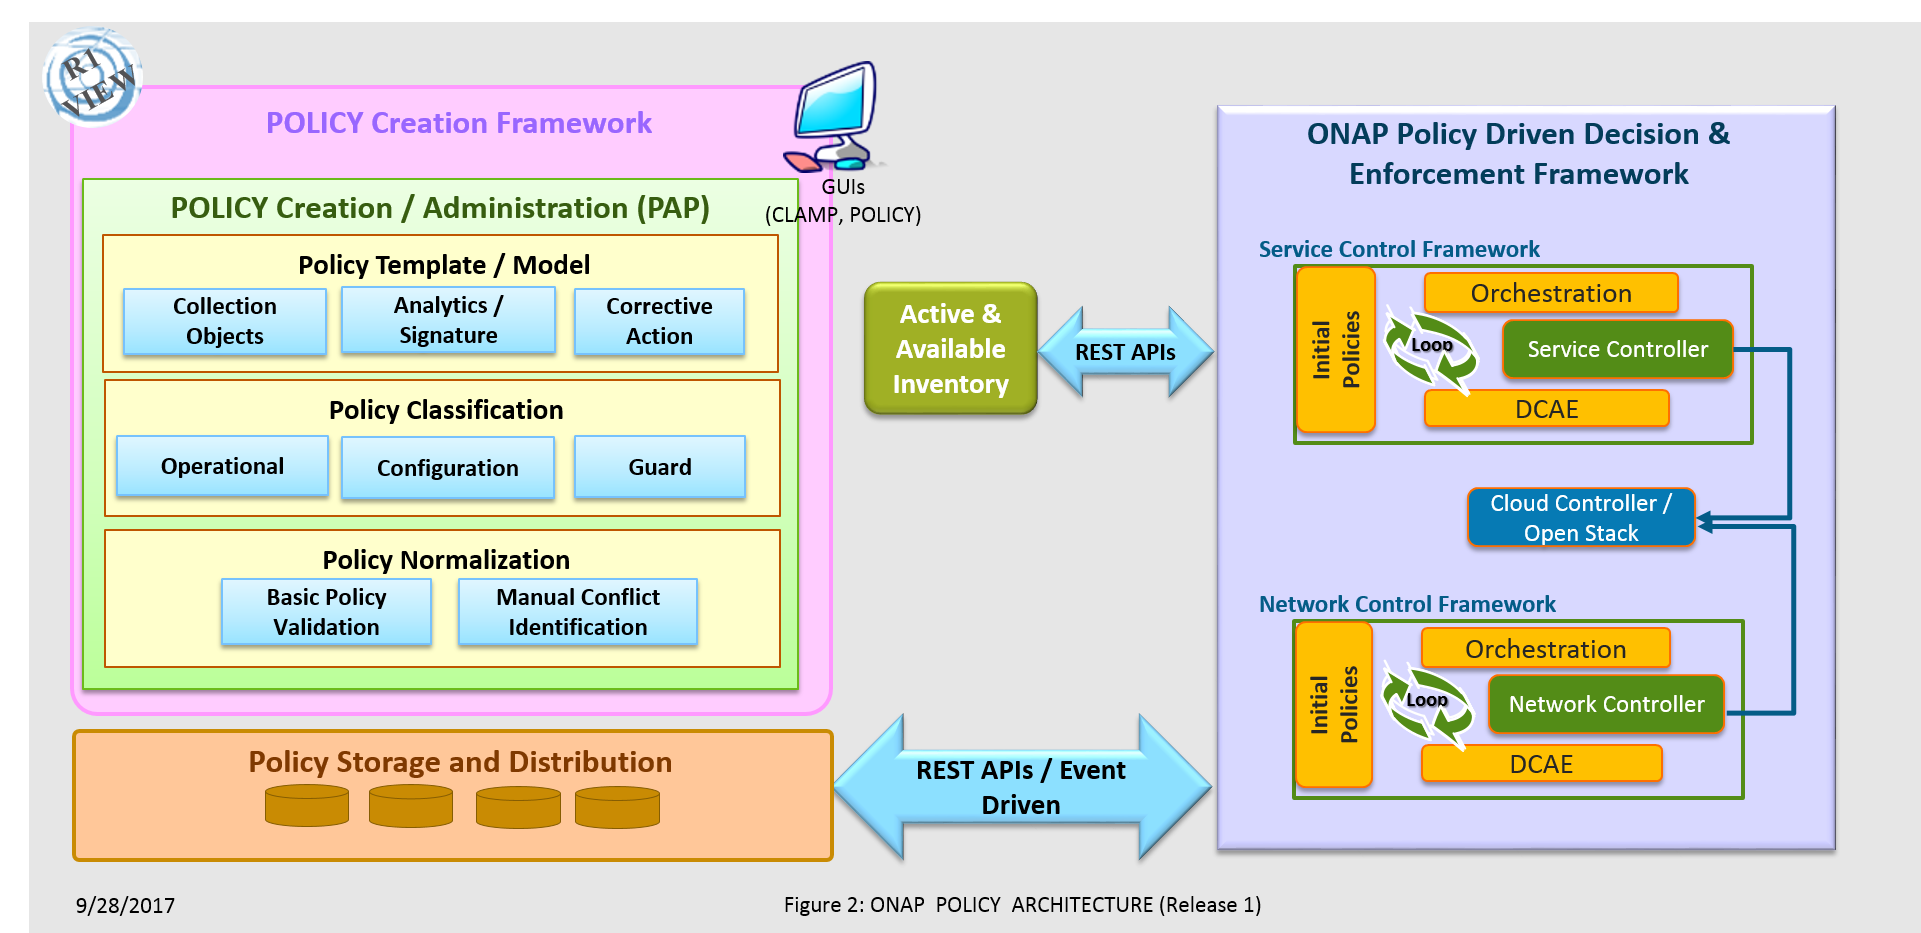 R1
VIEW
POLICY Creation Framework
GUIs
(CLAMP, POLICY)
POLICY Creation / Administration (PAP)
Policy Template / Model
Collection
Objects
Analytics /
Signature
Corrective
Action
Policy Classification
Operational
Configuration
Guard
Policy Normalization
Basic Policy
Validation
Manual Conflict
Identification
Policy Storage and Distribution
Active &
Available
Inventory
REST APIs
REST APIs / Event
Driven
ONAP Policy Driven Decision &
Enforcement Framework
Service Control Framework
Initial
Policies
Orchestration
Loop
Service Controller
DCAE
Cloud Controller /
Open Stack
Network Control Framework
Initial
Policies
Orchestration
Loop
Network Controller
DCAE
9/28/2017
Figure 2: ONAP POLICY ARCHITECTURE (Release 1)